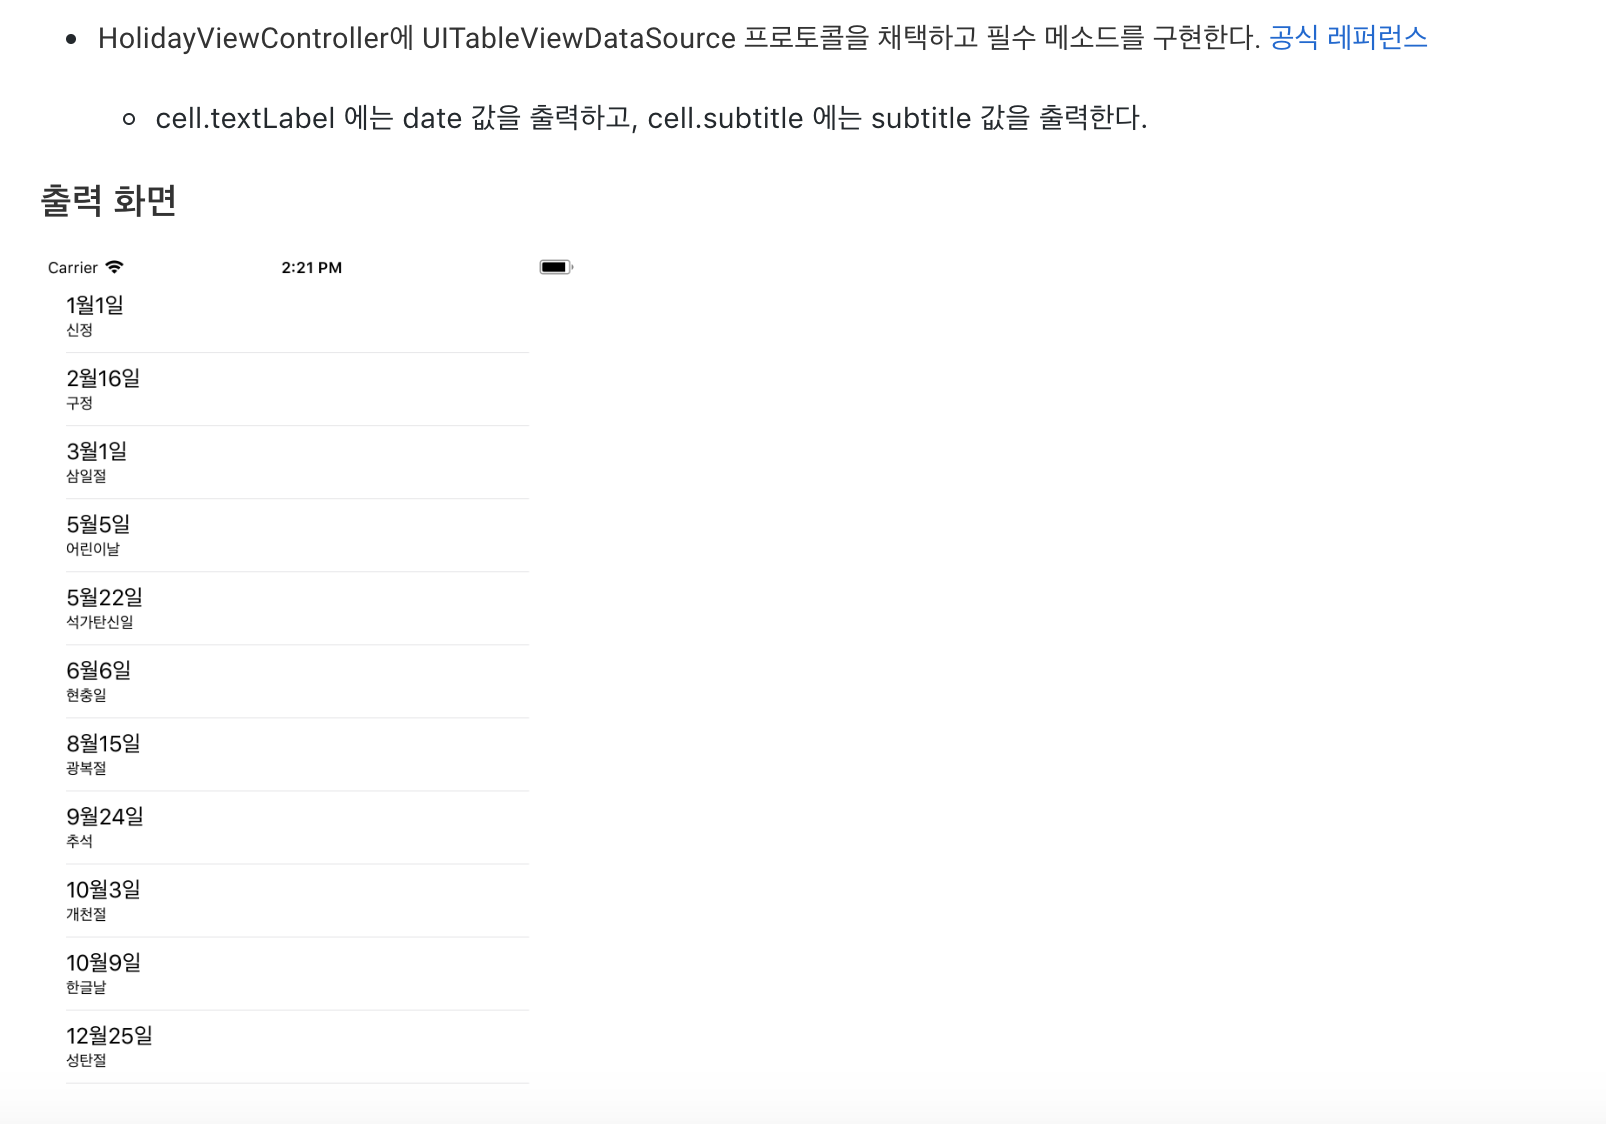 HolidayViewController에 UITableViewDataSource 프로토콜을 채택하고 필수 메소드를 구현한다. 공식 레퍼런스
cell.textLabel 에는 date 값을 출력하고, cell.subtitle 에는 subtitle 값을 출력한다.
출력 화면
Carrier 2:21 PM
1월1일
신정
2월16일
구정
3월1일
삼일절
5월5일
어린이날
5월22일
석가탄신일
6월6일
현충일
8월15일
광복절
9월24일
추석
10월3일
개천절
10월9일
한글날
12월25일
성탄절